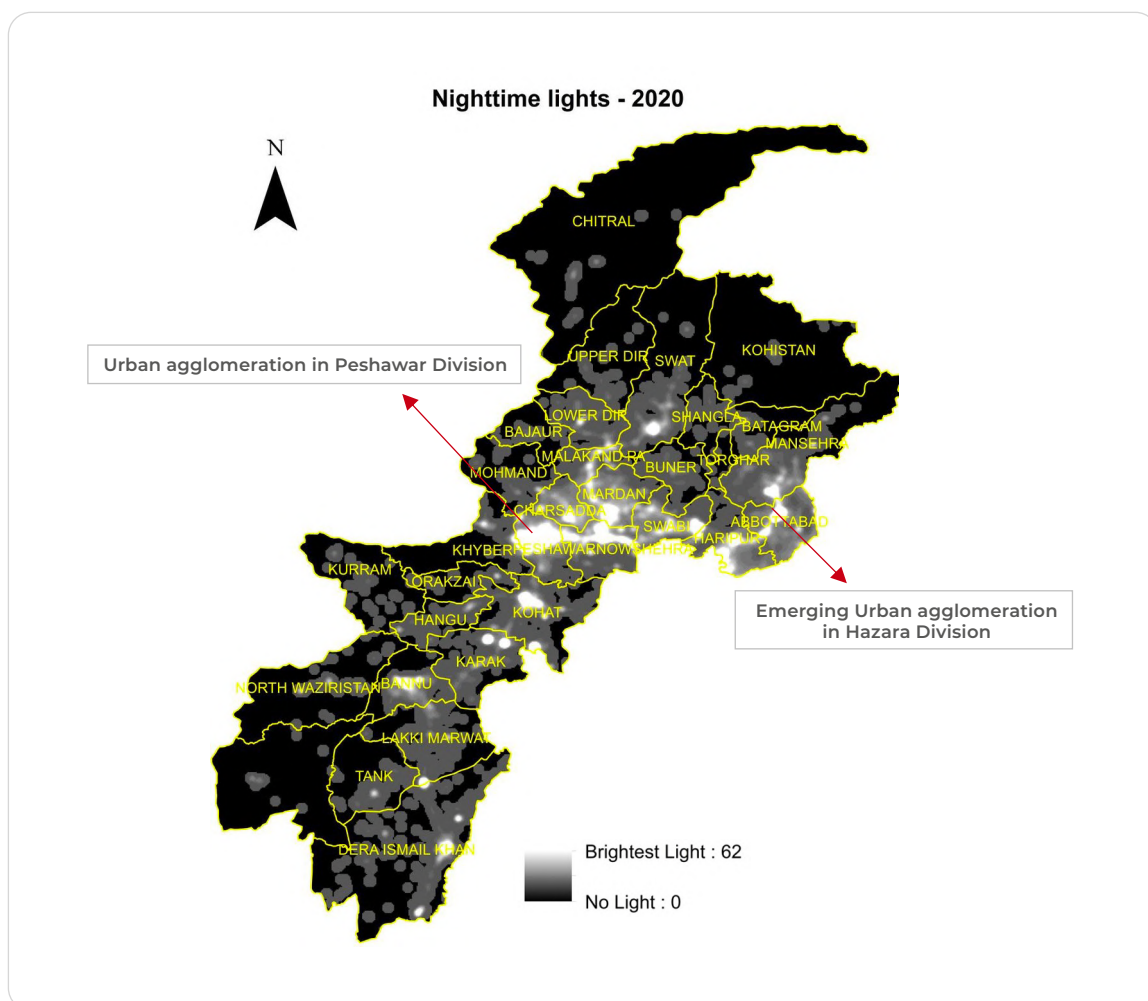 Nighttime lights - 2020
N
CHITRAL
UPPER DIR
SWAT
KOHISTAN
Urban agglomeration in Peshawar Division
LOWER DIR
SHANGLA
BAJAUR
BATAGRAM
MANSEHRA
MALAKAND PA
TORGHAR
MOHMAND
BUNER
MARDAN
CHARSADDA
SWABI
ABBOTTABAD
HARIPUR
KHYBER
PESHAWAR
NOWSHEHRA
KURRAM
ORAKZAI
HANGU
KOHAT
Emerging Urban agglomeration
in Hazara Division
KARAK
NORTH WAZIRISTAN
BANNU
LAKKI MARWAT
TANK
DERA ISMAIL KHAN
Brightest Light : 62
No Light : 0